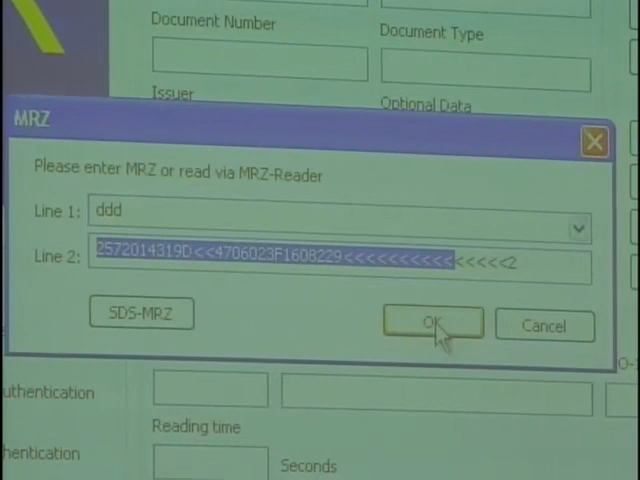 Document Number
Document Type
Issuer
Optional Data
MRZ
Please enter MRZ or read via MRZ-Reader
Line 1: ddd
Line 2: 2572014319D<<4706023F1608229<<<<<<<<<<<<<<<2
SDS-MRZ
OK
Cancel
uthentication
Reading time
hentication
Seconds